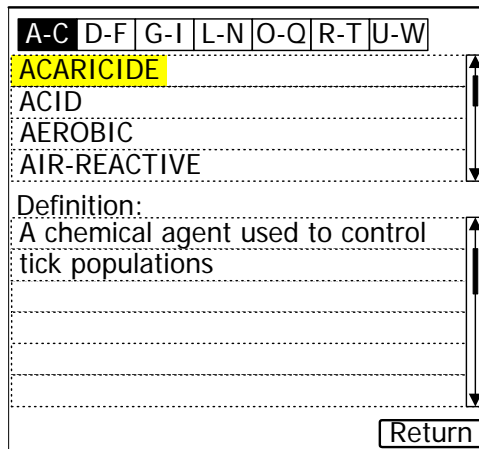 A-C D-F G-I L-N O-Q R-T U-W
ACARICIDE
ACID
AEROBIC
AIR-REACTIVE
Definition:
A chemical agent used to control
tick populations
Return